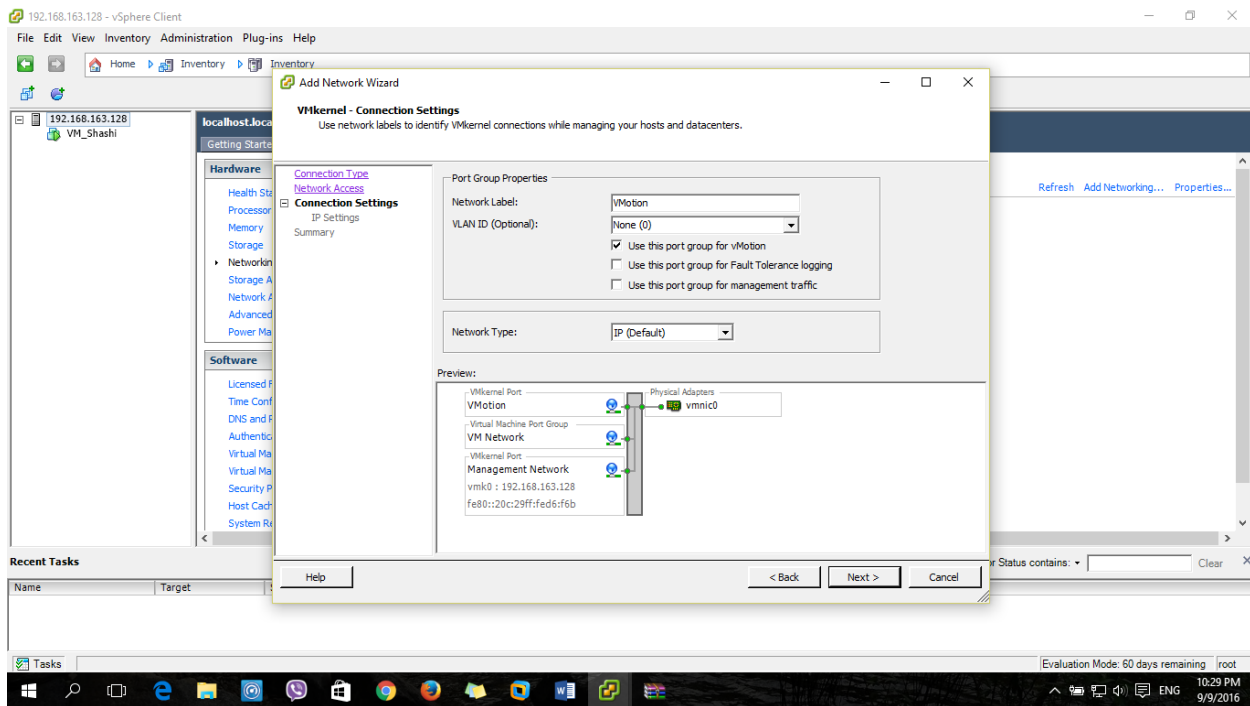 192.168.163.128 - vSphere Client
File Edit View Inventory Administration Plug-ins Help
Home Inventory Inventory
192.168.163.128
VM_Shashi
localhost.loca
Getting Starte
Hardware
Health Sta
Processor
Memory
Storage
Networkin
Storage A
Network A
Advanced
Power Ma
Software
Licensed F
Time Conf
DNS and R
Authentica
Virtual Ma
Virtual Ma
Security P
Host Cach
System Re
Refresh Add Networking... Properties...
Add Network Wizard
VMkernel - Connection Settings
Use network labels to identify VMkernel connections while managing your hosts and datacenters.
Connection Type
Network Access
Connection Settings
IP Settings
Summary
Port Group Properties
Network Label: VMotion
VLAN ID (Optional): None (0)
Use this port group for vMotion
Use this port group for Fault Tolerance logging
Use this port group for management traffic
Network Type: IP (Default)
Preview:
VMkernel Port
VMotion
Physical Adapters
vmnic0
Virtual Machine Port Group
VM Network
VMkernel Port
Management Network
vmk0 : 192.168.163.128
fe80::20c:29ff:fed6:f6b
Help < Back Next > Cancel
Recent Tasks
r Status contains: Clear
Name Target
Tasks
Evaluation Mode: 60 days remaining root
ENG
10:29 PM
9/9/2016